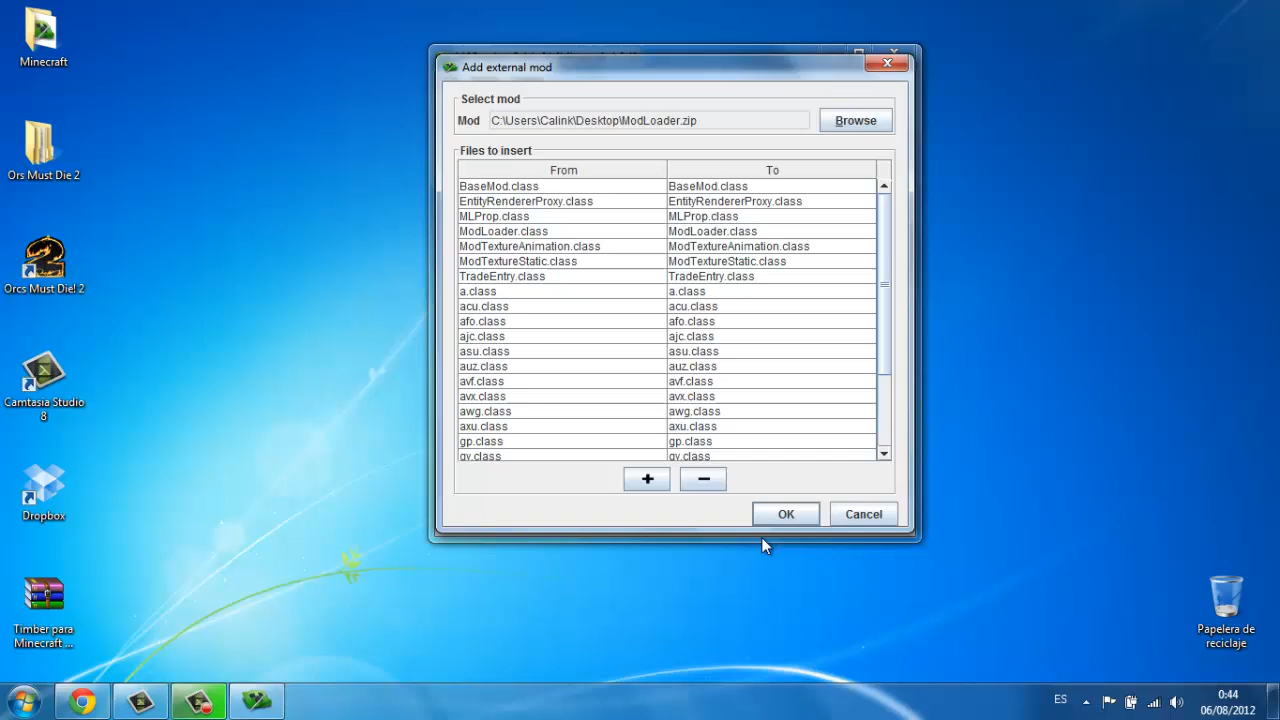 Minecraft
Ors Must Die 2
Orcs Must Die! 2
Camtasia Studio
8
Dropbox
Timber para
Minecraft ...
Add external mod
Select mod
Mod C:\Users\Calink\Desktop\ModLoader.zip Browse
Files to insert
From To
BaseMod.class BaseMod.class
EntityRendererProxy.class EntityRendererProxy.class
MLProp.class MLProp.class
ModLoader.class ModLoader.class
ModTextureAnimation.class ModTextureAnimation.class
ModTextureStatic.class ModTextureStatic.class
TradeEntry.class TradeEntry.class
a.class a.class
acu.class acu.class
afo.class afo.class
ajc.class ajc.class
asu.class asu.class
auz.class auz.class
avf.class avf.class
avx.class avx.class
awg.class awg.class
axu.class axu.class
gp.class gp.class
+ −
OK Cancel
Papelera de
reciclaje
ES
0:44
06/08/2012